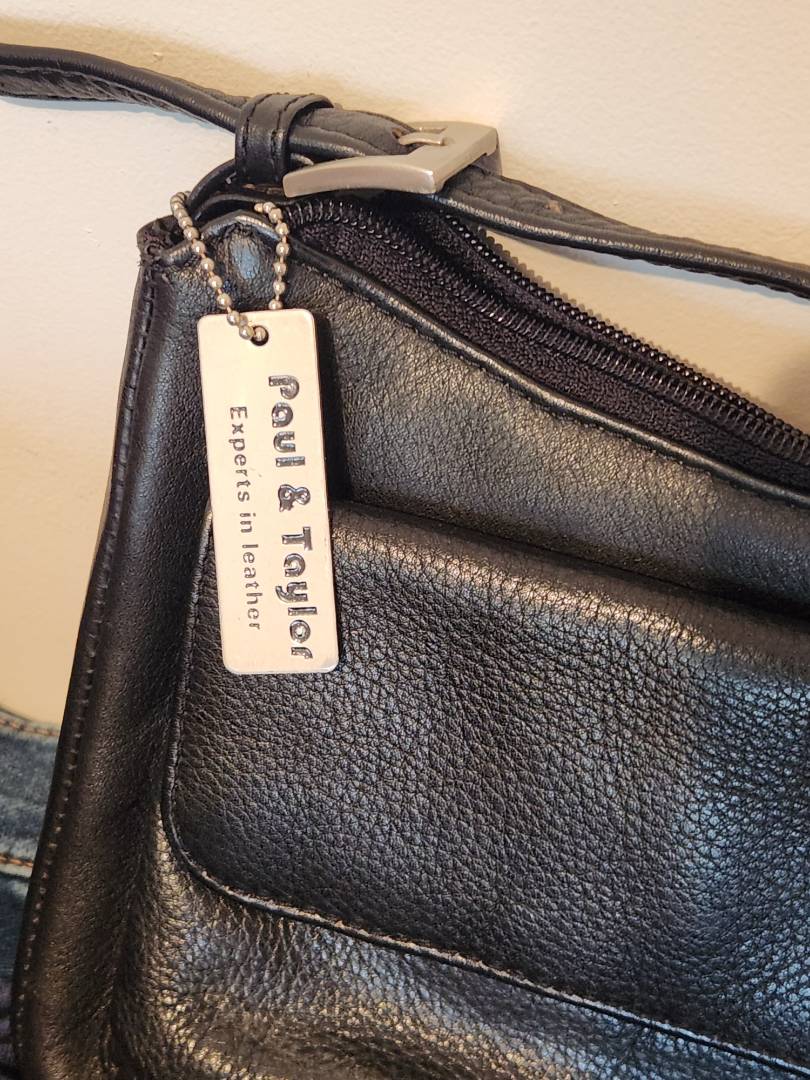 Paul & Taylor
Experts in leather